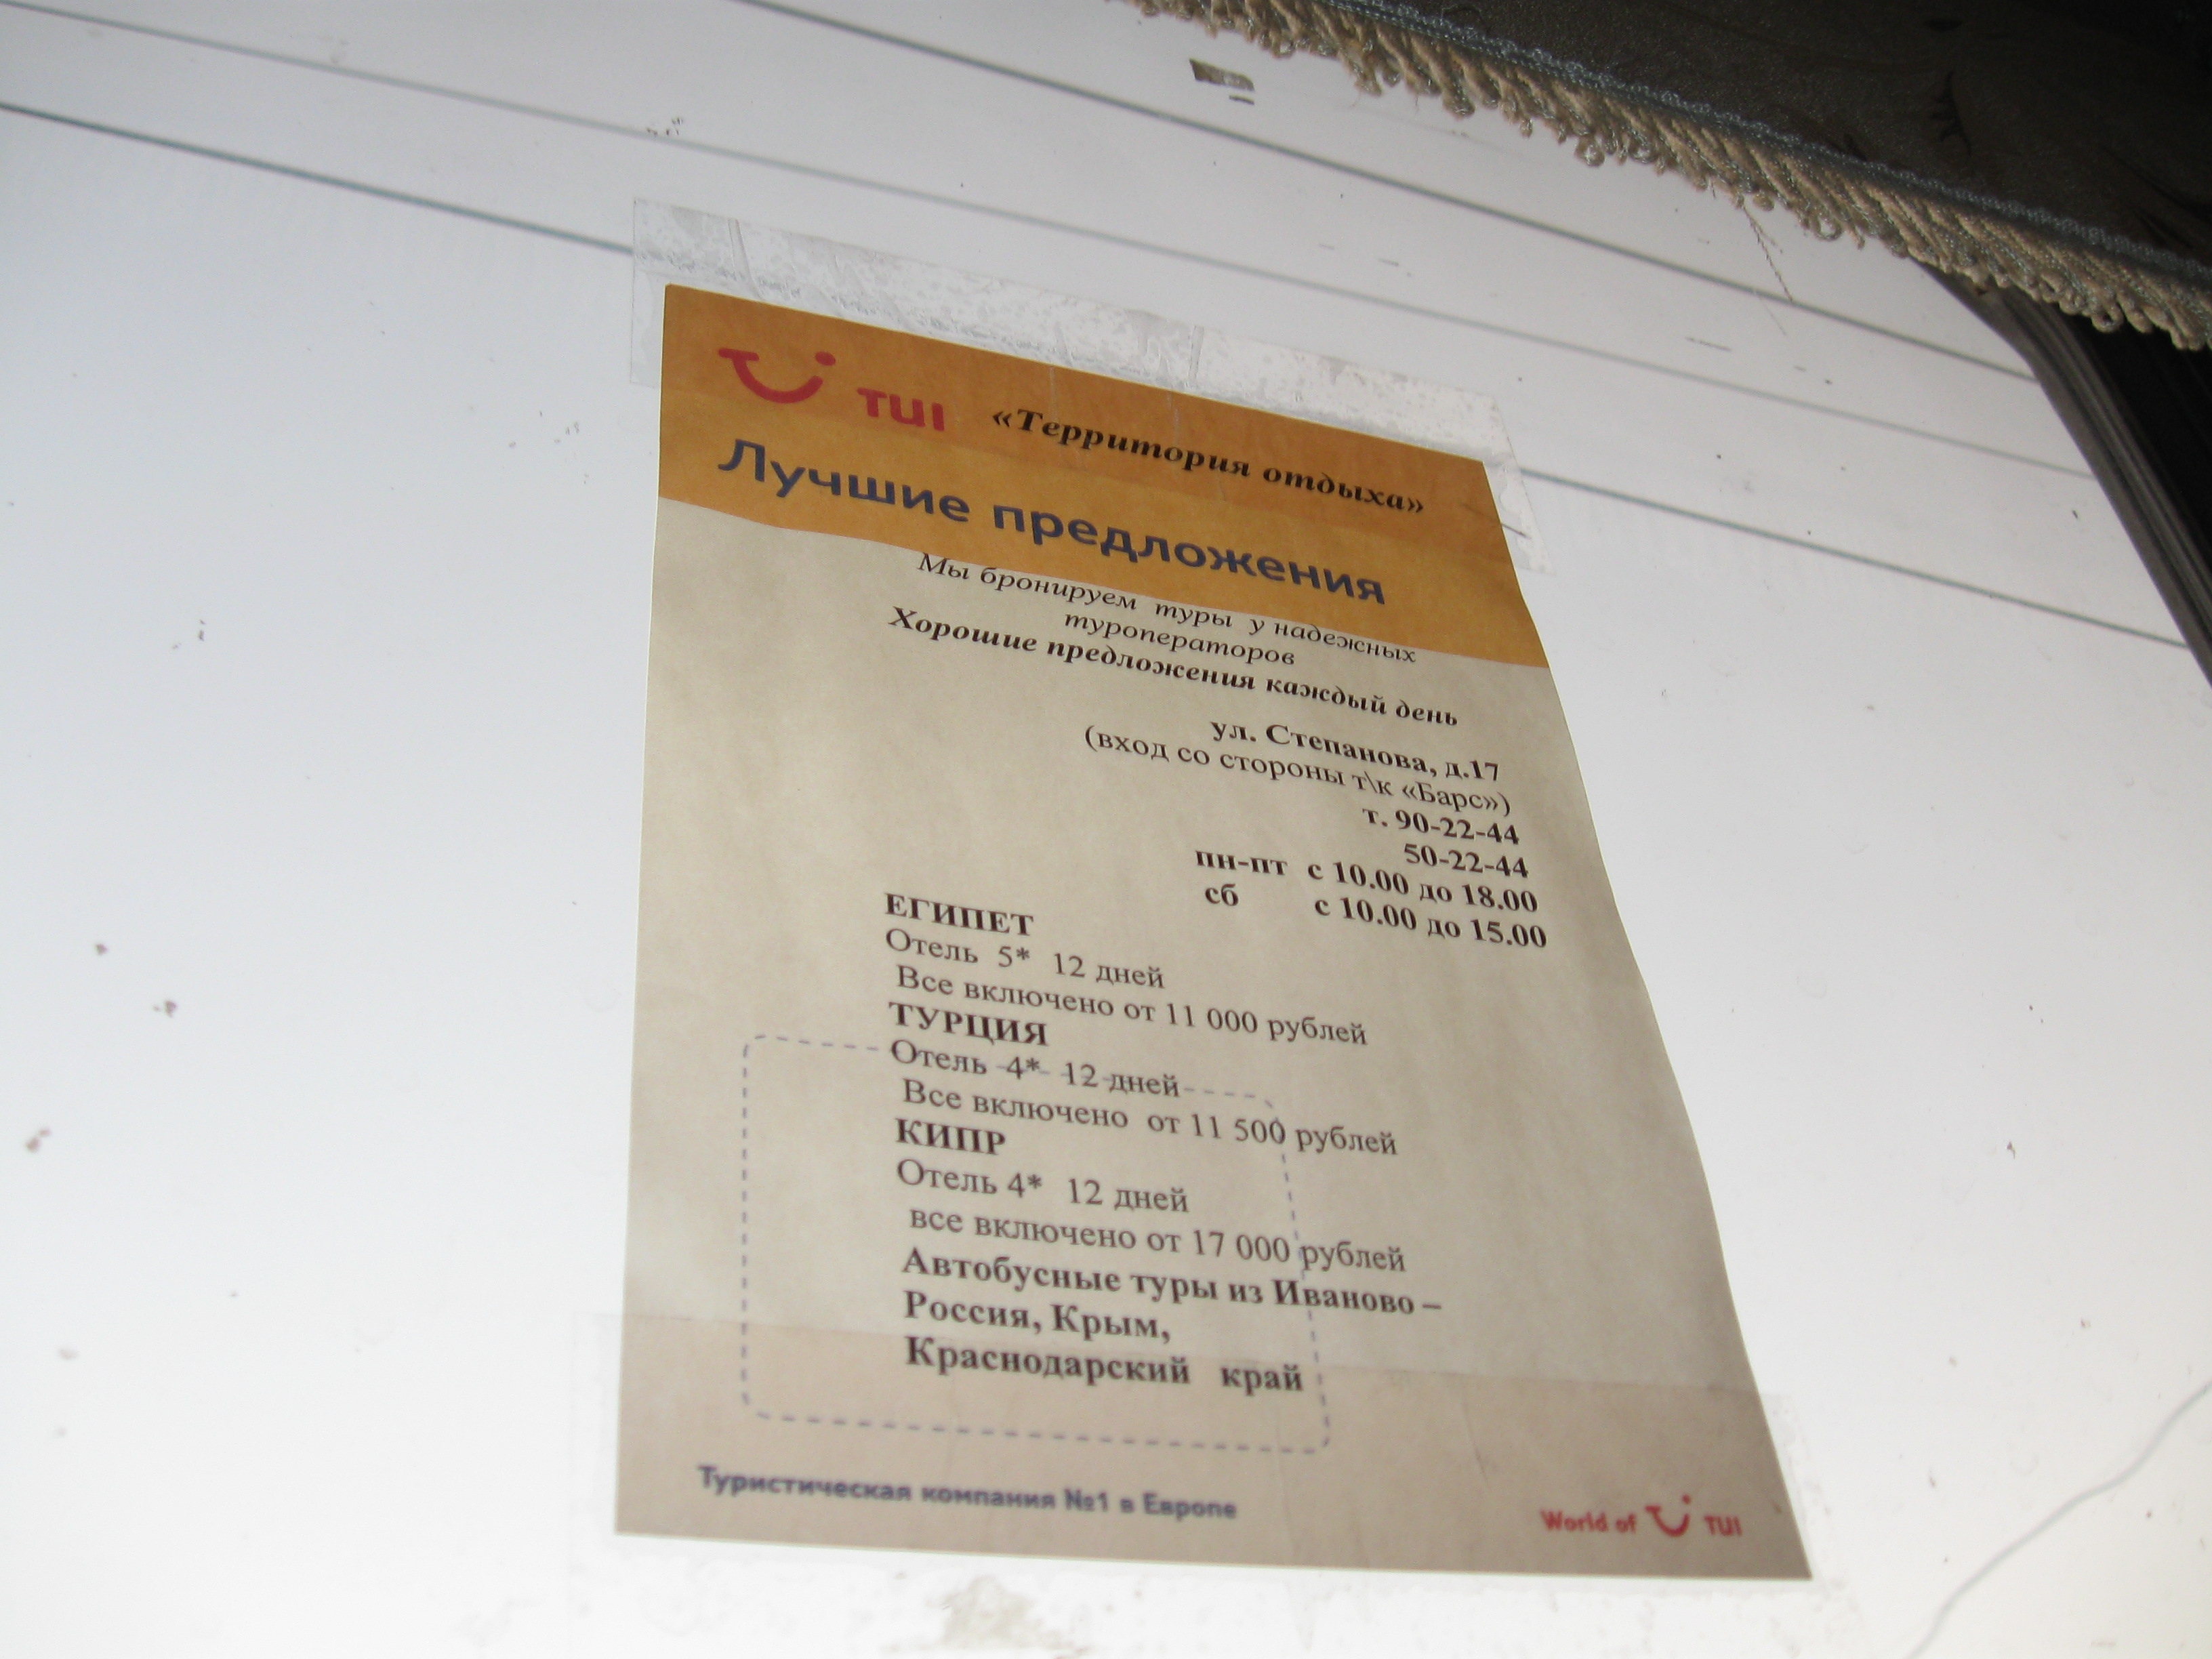 TUI «Территория отдыха»
Лучшие предложения
Мы бронируем туры у надежных
туроператоров
Хорошие предложения каждый день
ул. Степанова, д.17
(вход со стороны т\к «Барс»)
т. 90-22-44
50-22-44
пн-пт с 10.00 до 18.00
сб с 10.00 до 15.00
ЕГИПЕТ
Отель 5* 12 дней
Все включено от 11 000 рублей
ТУРЦИЯ
Отель 4* 12 дней
Все включено от 11 500 рублей
КИПР
Отель 4* 12 дней
все включено от 17 000 рублей
Автобусные туры из Иваново –
Россия, Крым,
Краснодарский край
Туристическая компания №1 в Европе
World of TUI